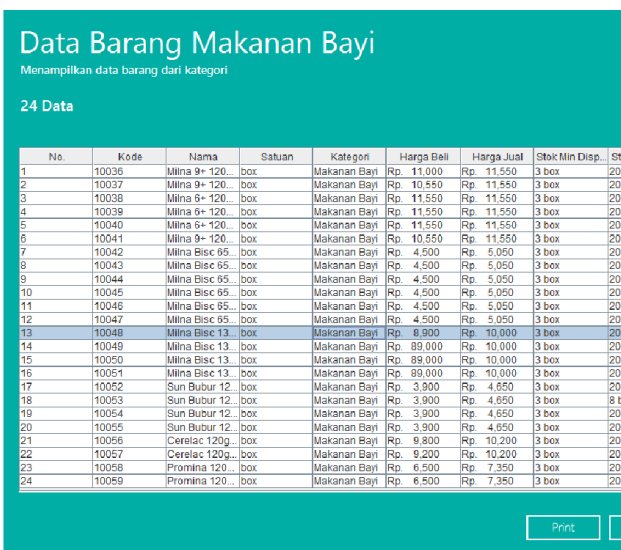 Data Barang Makanan Bayi
Menampilkan data barang dari kategori
24 Data
No. Kode Nama Satuan Kategori Harga Beli Harga Jual Stok Min Disp... St
1 10036 Milna 9+ 120... box Makanan Bayi Rp. 11,000 Rp. 11,550 3 box 20
2 10037 Milna 9+ 120... box Makanan Bayi Rp. 10,550 Rp. 11,550 3 box 20
3 10038 Milna 6+ 120... box Makanan Bayi Rp. 11,550 Rp. 11,550 3 box 20
4 10039 Milna 6+ 120... box Makanan Bayi Rp. 11,550 Rp. 11,550 3 box 20
5 10040 Milna 6+ 120... box Makanan Bayi Rp. 11,550 Rp. 11,550 3 box 20
6 10041 Milna 9+ 120... box Makanan Bayi Rp. 10,550 Rp. 11,550 3 box 20
7 10042 Milna Bisc 65... box Makanan Bayi Rp. 4,500 Rp. 5,050 3 box 20
8 10043 Milna Bisc 65... box Makanan Bayi Rp. 4,500 Rp. 5,050 3 box 20
9 10044 Milna Bisc 65... box Makanan Bayi Rp. 4,500 Rp. 5,050 3 box 20
10 10045 Milna Bisc 65... box Makanan Bayi Rp. 4,500 Rp. 5,050 3 box 20
11 10046 Milna Bisc 65... box Makanan Bayi Rp. 4,500 Rp. 5,050 3 box 20
12 10047 Milna Bisc 65... box Makanan Bayi Rp. 4,500 Rp. 5,050 3 box 20
13 10048 Milna Bisc 13... box Makanan Bayi Rp. 8,900 Rp. 10,000 3 box 20
14 10049 Milna Bisc 13... box Makanan Bayi Rp. 89,000 Rp. 10,000 3 box 20
15 10050 Milna Bisc 13... box Makanan Bayi Rp. 89,000 Rp. 10,000 3 box 20
16 10051 Milna Bisc 13... box Makanan Bayi Rp. 89,000 Rp. 10,000 3 box 20
17 10052 Sun Bubur 12... box Makanan Bayi Rp. 3,900 Rp. 4,650 3 box 20
18 10053 Sun Bubur 12... box Makanan Bayi Rp. 3,900 Rp. 4,650 3 box 8 b
19 10054 Sun Bubur 12... box Makanan Bayi Rp. 3,900 Rp. 4,650 3 box 20
20 10055 Sun Bubur 12... box Makanan Bayi Rp. 3,900 Rp. 4,650 3 box 20
21 10056 Cerelac 120g... box Makanan Bayi Rp. 9,800 Rp. 10,200 3 box 20
22 10057 Cerelac 120g... box Makanan Bayi Rp. 9,200 Rp. 10,200 3 box 20
23 10058 Promina 120... box Makanan Bayi Rp. 6,500 Rp. 7,350 3 box 20
24 10059 Promina 120... box Makanan Bayi Rp. 6,500 Rp. 7,350 3 box 20
Print